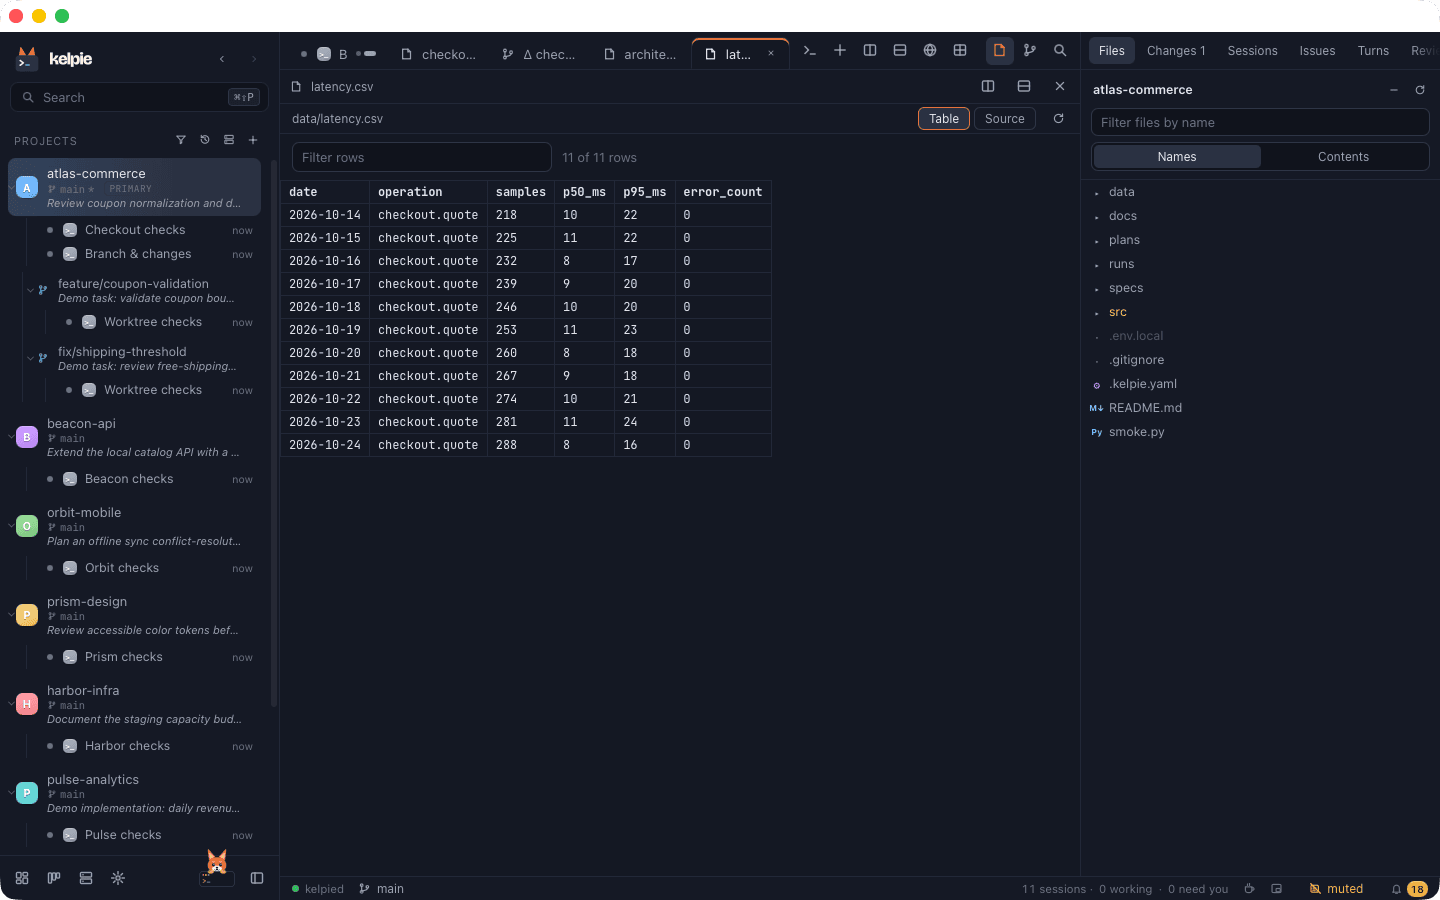 kelpie
Search ⌘⇧P
PROJECTS
A atlas-commerce
main * PRIMARY
Review coupon normalization and d...
Checkout checks now
Branch & changes now
feature/coupon-validation
Demo task: validate coupon bou...
Worktree checks now
fix/shipping-threshold
Demo task: review free-shipping...
Worktree checks now
B beacon-api
main
Extend the local catalog API with a ...
Beacon checks now
O orbit-mobile
main
Plan an offline sync conflict-resolut...
Orbit checks now
P prism-design
main
Review accessible color tokens bef...
Prism checks now
H harbor-infra
main
Document the staging capacity bud...
Harbor checks now
pulse-analytics
P main
Demo implementation: daily revenu...
Pulse checks now
B checko... Δ chec... archite... lat... ×
latency.csv
data/latency.csv Table Source
Filter rows 11 of 11 rows
date operation samples p50_ms p95_ms error_count
2026-10-14 checkout.quote 218 10 22 0
2026-10-15 checkout.quote 225 11 22 0
2026-10-16 checkout.quote 232 8 17 0
2026-10-17 checkout.quote 239 9 20 0
2026-10-18 checkout.quote 246 10 20 0
2026-10-19 checkout.quote 253 11 23 0
2026-10-20 checkout.quote 260 8 18 0
2026-10-21 checkout.quote 267 9 18 0
2026-10-22 checkout.quote 274 10 21 0
2026-10-23 checkout.quote 281 11 24 0
2026-10-24 checkout.quote 288 8 16 0
Files Changes 1 Sessions Issues Turns Revi
atlas-commerce
Filter files by name
Names Contents
data
docs
plans
runs
specs
src
.env.local
.gitignore
.kelpie.yaml
M↓ README.md
Py smoke.py
kelpied main 11 sessions · 0 working · 0 need you muted 18